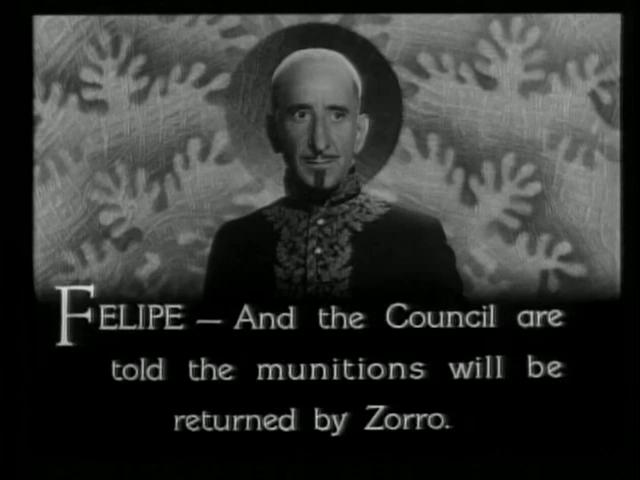 FELIPE — And the Council are
told the munitions will be
returned by Zorro.